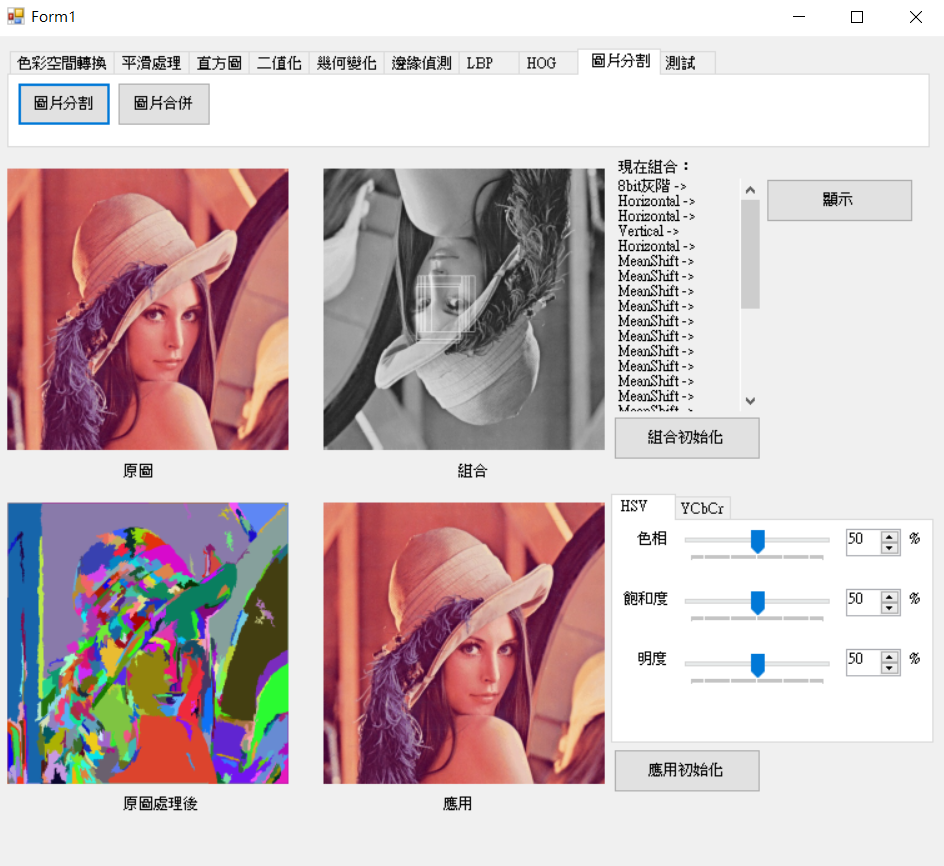 Form1
色彩空間轉換 平滑處理 直方圖 二值化 幾何變化 邊緣偵測 LBP HOG 圖片分割 測試
圖片分割 圖片合併
現在組合：
8bit灰階 ->
Horizontal ->
Horizontal ->
Vertical ->
Horizontal ->
MeanShift ->
MeanShift ->
MeanShift ->
MeanShift ->
MeanShift ->
MeanShift ->
MeanShift ->
MeanShift ->
MeanShift ->
MeanShift ->
MeanShift ->
顯示
組合初始化
原圖 組合
HSV YCbCr
色相 50 %
飽和度 50 %
明度 50 %
應用初始化
原圖處理後 應用